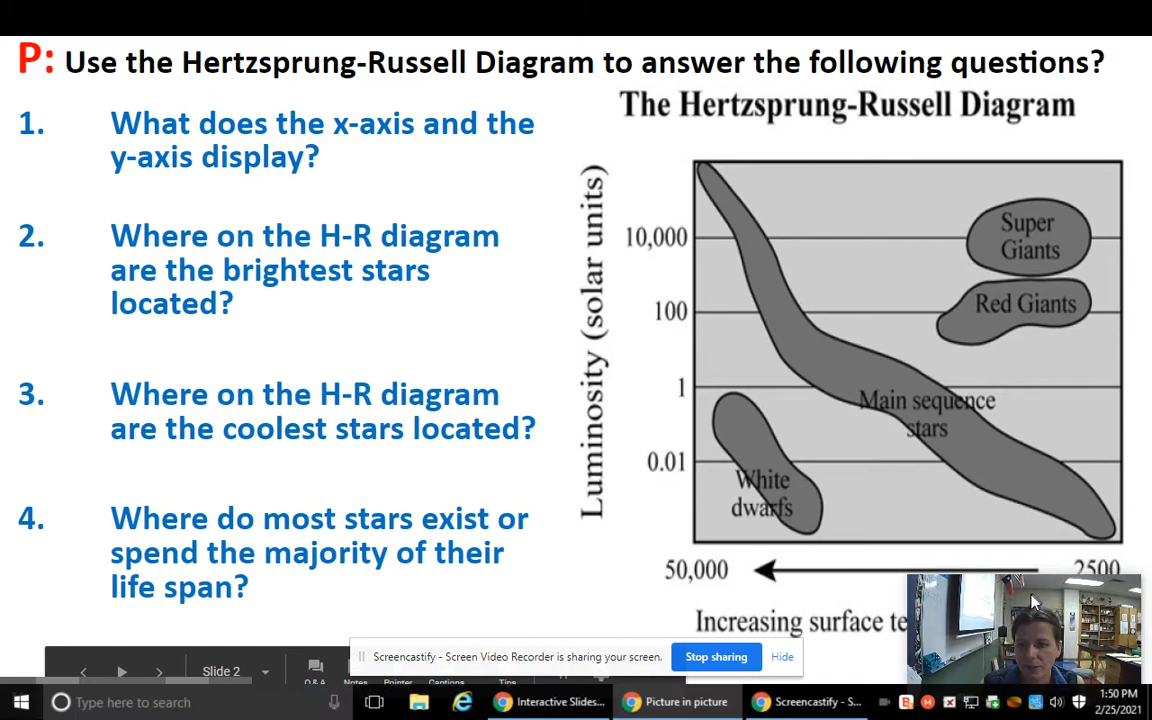 P: Use the Hertzsprung-Russell Diagram to answer the following questions?
The Hertzsprung-Russell Diagram
1. What does the x-axis and the
y-axis display?
2. Where on the H-R diagram
are the brightest stars
located?
3. Where on the H-R diagram
are the coolest stars located?
4. Where do most stars exist or
spend the majority of their
life span?
Luminosity (solar units)
10,000
100
1
0.01
Super
Giants
Red Giants
Main sequence
stars
White
dwarfs
50,000
2500
Increasing surface te
Screencastify - Screen Video Recorder is sharing your screen.
Stop sharing
Hide
Slide 2
Q & A
Notes
Pointer
Captions
Tips
Type here to search
Interactive Slides...
Picture in picture
Screencastify - S...
1:50 PM
2/25/2021